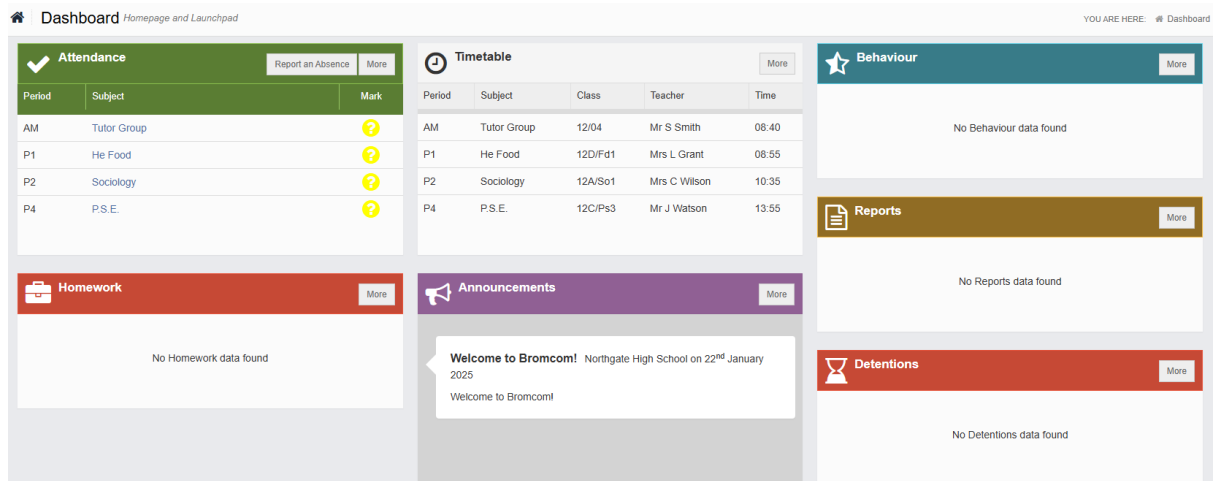 Dashboard Homepage and Launchpad
YOU ARE HERE: Dashboard
Attendance
Report an Absence More
Period Subject Mark
AM Tutor Group ?
P1 He Food ?
P2 Sociology ?
P4 P.S.E. ?
Timetable
More
Period Subject Class Teacher Time
AM Tutor Group 12/04 Mr S Smith 08:40
P1 He Food 12D/Fd1 Mrs L Grant 08:55
P2 Sociology 12A/So1 Mrs C Wilson 10:35
P4 P.S.E. 12C/Ps3 Mr J Watson 13:55
Behaviour
More
No Behaviour data found
Reports
More
No Reports data found
Homework
More
No Homework data found
Announcements
More
Welcome to Bromcom! Northgate High School on 22nd January
2025
Welcome to Bromcom!
Detentions
More
No Detentions data found